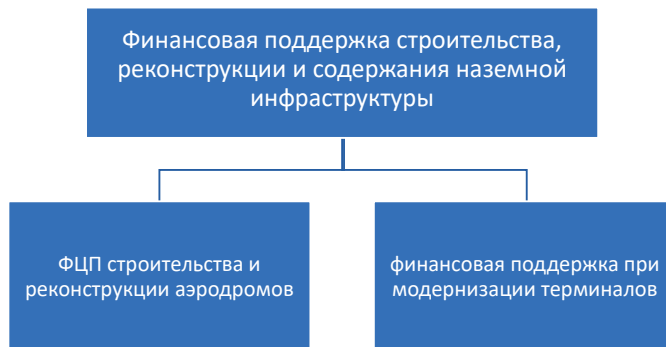 Финансовая поддержка строительства,
реконструкции и содержания наземной
инфраструктуры
ФЦП строительства и
реконструкции аэродромов
финансовая поддержка при
модернизации терминалов